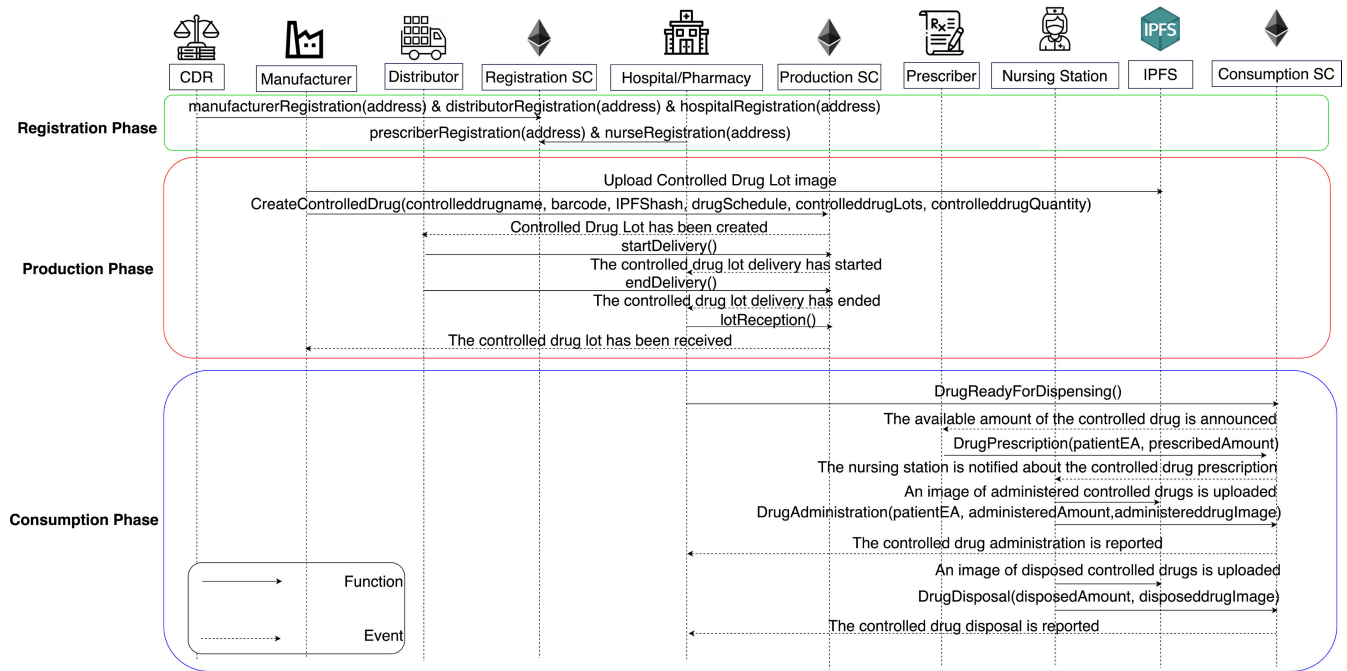 IPFS
CDR
Manufacturer
Distributor
Registration SC
Hospital/Pharmacy
Production SC
Prescriber
Nursing Station
IPFS
Consumption SC
Registration Phase
manufacturerRegistration(address) & distributorRegistration(address) & hospitalRegistration(address)
prescriberRegistration(address) & nurseRegistration(address)
Production Phase
Upload Controlled Drug Lot image
CreateControlledDrug(controlleddrugname, barcode, IPFShash, drugSchedule, controlleddrugLots, controlleddrugQuantity)
Controlled Drug Lot has been created
startDelivery()
The controlled drug lot delivery has started
endDelivery()
The controlled drug lot delivery has ended
lotReception()
The controlled drug lot has been received
Consumption Phase
DrugReadyForDispensing()
The available amount of the controlled drug is announced
DrugPrescription(patientEA, prescribedAmount)
The nursing station is notified about the controlled drug prescription
An image of administered controlled drugs is uploaded
DrugAdministration(patientEA, administeredAmount,administereddrugImage)
The controlled drug administration is reported
An image of disposed controlled drugs is uploaded
DrugDisposal(disposedAmount, disposeddrugImage)
The controlled drug disposal is reported
Function
Event